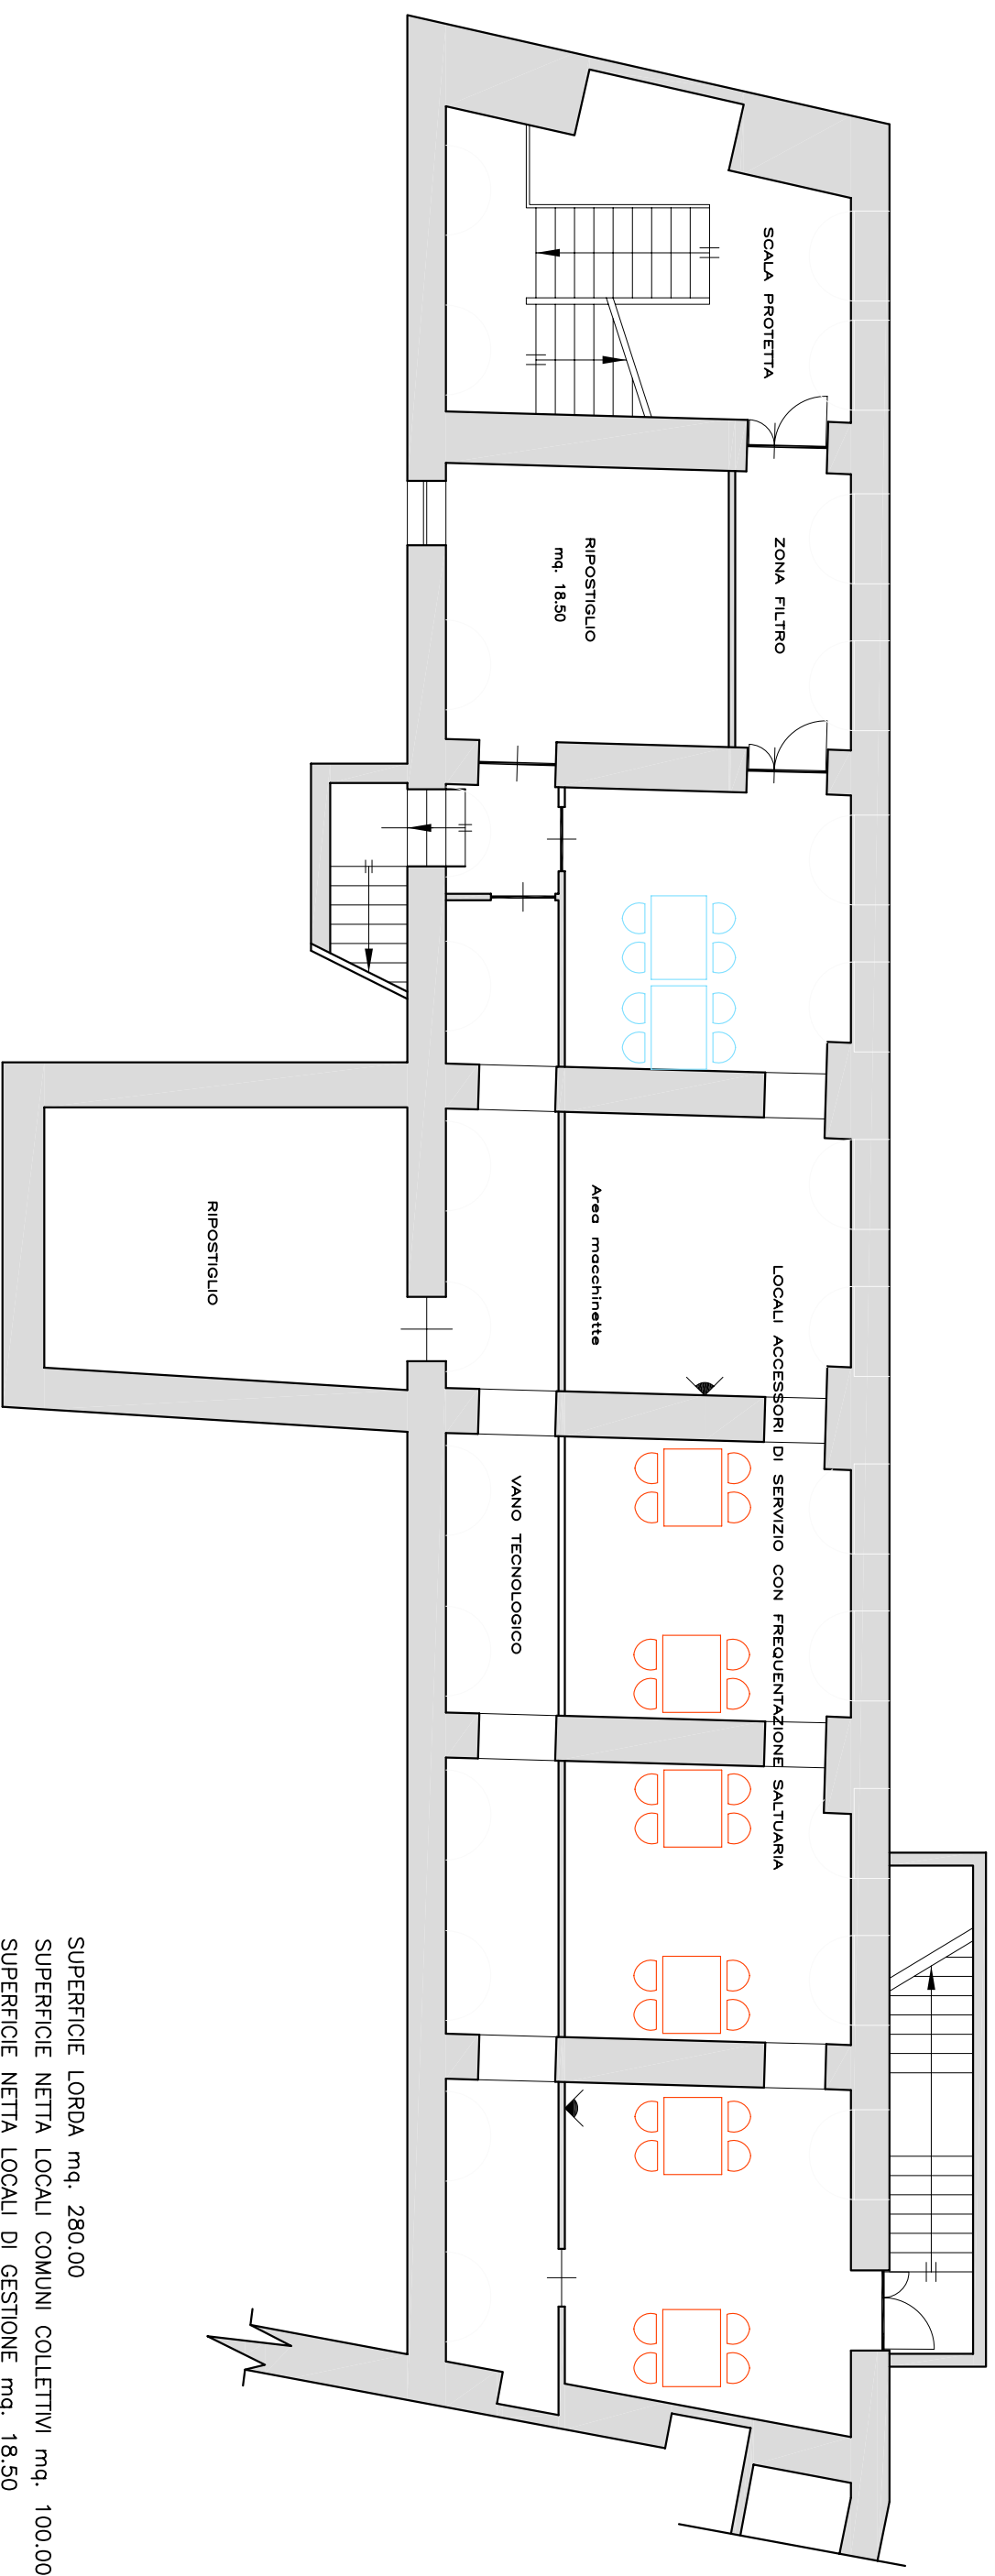 SCALA PROTETTA
ZONA FILTRO
RIPOSTIGLIO
mq. 18.50
Area macchinette
LOCALI ACCESSORI DI SERVIZIO CON FREQUENTAZIONE SALTUARIA
RIPOSTIGLIO
VANO TECNOLOGICO
SUPERFICIE LORDA mq. 280.00
SUPERFICIE NETTA LOCALI COMUNI COLLETTIVI mq. 100.00
SUPERFICIE NETTA LOCALI DI GESTIONE mq. 18.50